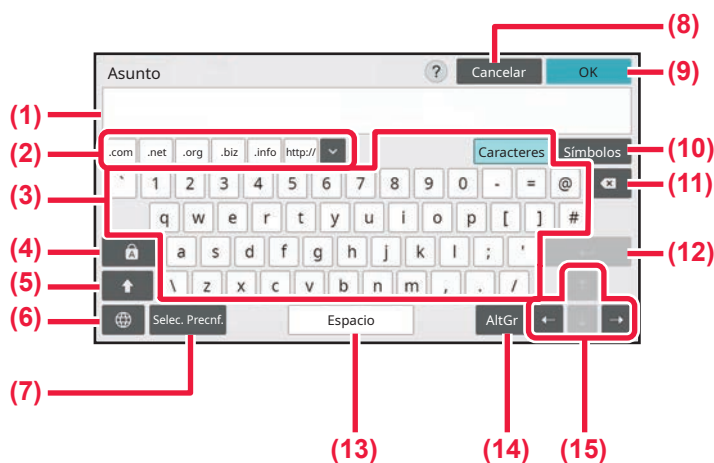 (8)
Asunto ? Cancelar OK (9)
(1)
(2) .com .net .org .biz .info http:// Caracteres Símbolos (10)
(3) ` 1 2 3 4 5 6 7 8 9 0 - = @ (11)
q w e r t y u i o p [ ] #
(4) A a s d f g h j k l ; ' ← (12)
(5) \ z x c v b n m , . / ↑
(6) Selec. Precnf. Espacio AltGr ← ↓ →
(7) (13) (14) (15)